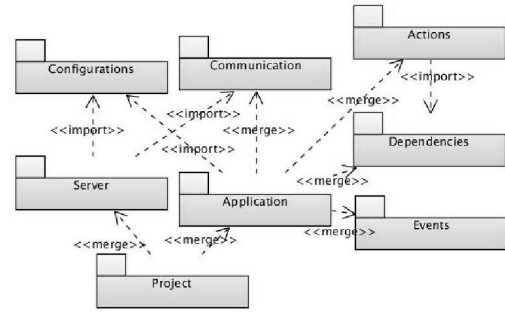 Actions
Configurations
Communication
<<import>>
<<merge>>
<<import>>
<<import>>
<<merge>>
<<import>>
Dependencies
Server
Application
<<merge>>
Events
<<merge>>
<<merge>>
<<merge>>
Project